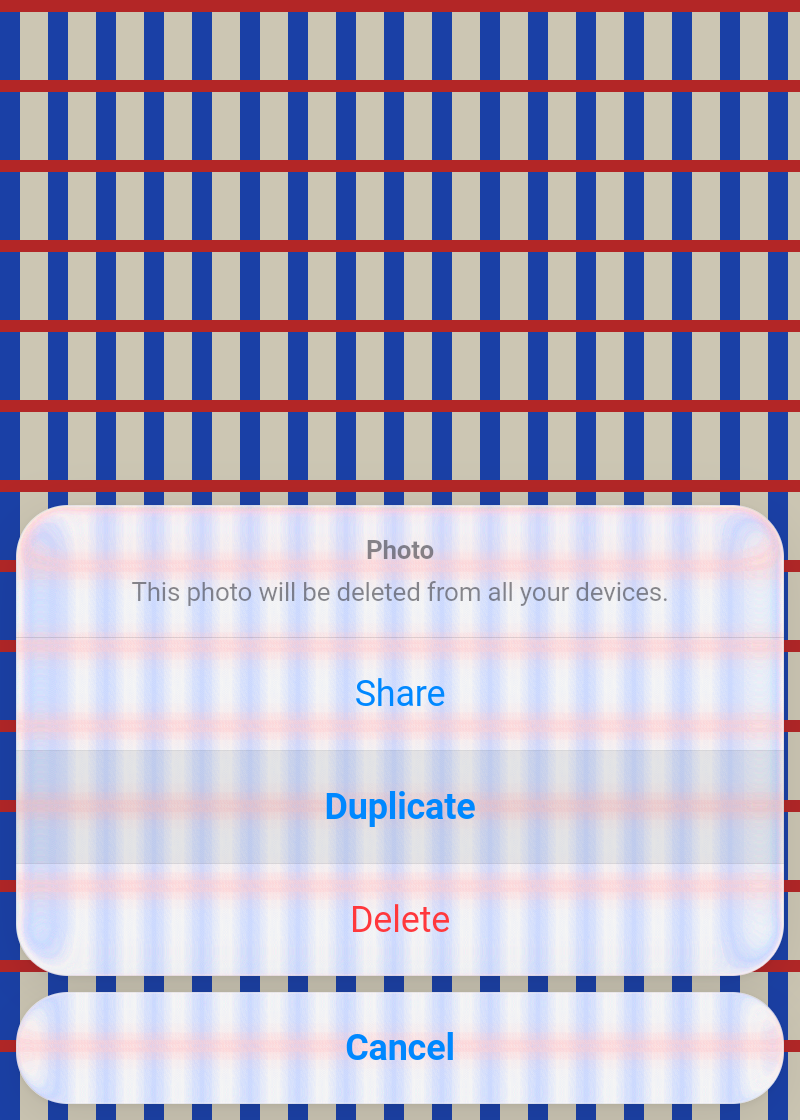 Photo
This photo will be deleted from all your devices.
Share
Duplicate
Delete
Cancel